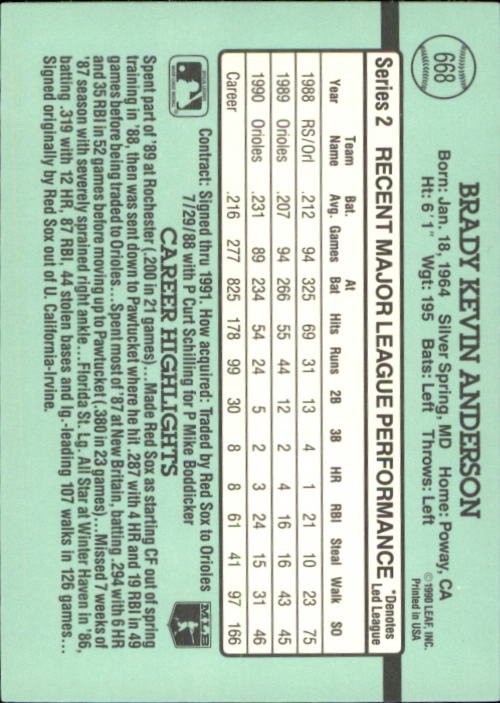 668
BRADY KEVIN ANDERSON
Born: Jan. 18, 1964 Silver Spring, MD Home: Poway, CA
Ht: 6'1" Wgt: 195 Bats: Left Throws: Left
© 1990 LEAF, INC.
Printed in USA
Series 2 RECENT MAJOR LEAGUE PERFORMANCE *Denotes Led League
Year Team Name Bat. Avg. Games At Bat Hits Runs 2B 3B HR RBI Steal Walk SO
1988 RS/Orl .212 94 325 69 31 13 4 1 21 10 23 75
1989 Orioles .207 94 266 55 44 12 2 4 16 16 43 45
1990 Orioles .231 89 234 54 24 5 2 3 24 15 31 46
Career .216 277 825 178 99 30 8 8 61 41 97 166
Contract: Signed thru 1991. How acquired: Traded by Red Sox to Orioles
7/29/88 with P Curt Schilling for P Mike Boddicker
MLB
CAREER HIGHLIGHTS
Spent part of '89 at Rochester (.200 in 21 games)... Made Red Sox as starting CF out of spring
training in '88, then was sent down to Pawtucket where he hit .287 with 4 HR and 19 RBI in 49
games before being traded to Orioles... Spent most of '87 at New Britain, batting .294 with 6 HR
and 35 RBI in 52 games before moving up to Pawtucket (.380 in 23 games)... Missed 7 weeks of
'87 season with severely sprained right ankle... Florida St. Lg. All Star at Winter Haven in '86,
batting .319 with 12 HR, 87 RBI, 44 stolen bases and lg.-leading 107 walks in 126 games...
Signed originally by Red Sox out of U. California-Irvine.